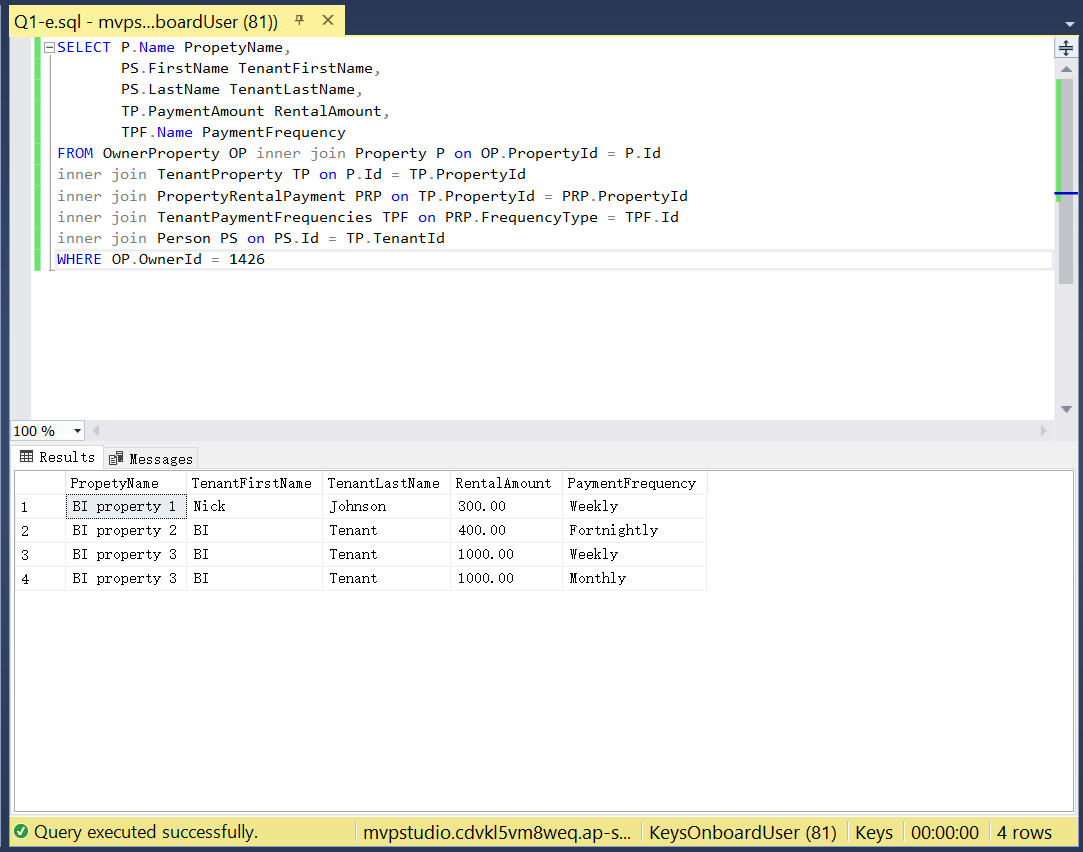 Q1-e.sql - mvps...boardUser (81))
SELECT P.Name PropetyName,
PS.FirstName TenantFirstName,
PS.LastName TenantLastName,
TP.PaymentAmount RentalAmount,
TPF.Name PaymentFrequency
FROM OwnerProperty OP inner join Property P on OP.PropertyId = P.Id
inner join TenantProperty TP on P.Id = TP.PropertyId
inner join PropertyRentalPayment PRP on TP.PropertyId = PRP.PropertyId
inner join TenantPaymentFrequencies TPF on PRP.FrequencyType = TPF.Id
inner join Person PS on PS.Id = TP.TenantId
WHERE OP.OwnerId = 1426
100 %
Results Messages
PropetyName TenantFirstName TenantLastName RentalAmount PaymentFrequency
1 BI property 1 Nick Johnson 300.00 Weekly
2 BI property 2 BI Tenant 400.00 Fortnightly
3 BI property 3 BI Tenant 1000.00 Weekly
4 BI property 3 BI Tenant 1000.00 Monthly
Query executed successfully. mvpstudio.cdvkl5vm8weq.ap-s... KeysOnboardUser (81) Keys 00:00:00 4 rows